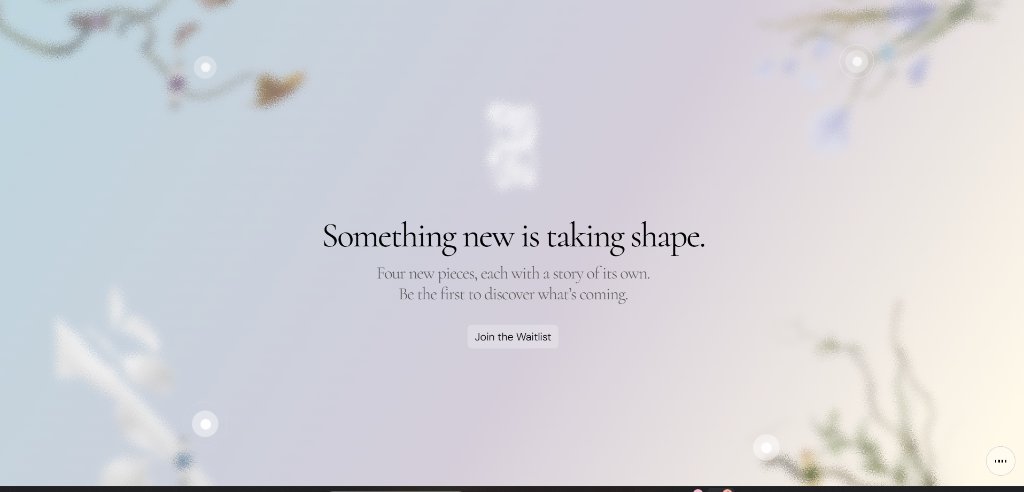 Something new is taking shape.
Four new pieces, each with a story of its own.
Be the first to discover what's coming.
Join the Waitlist